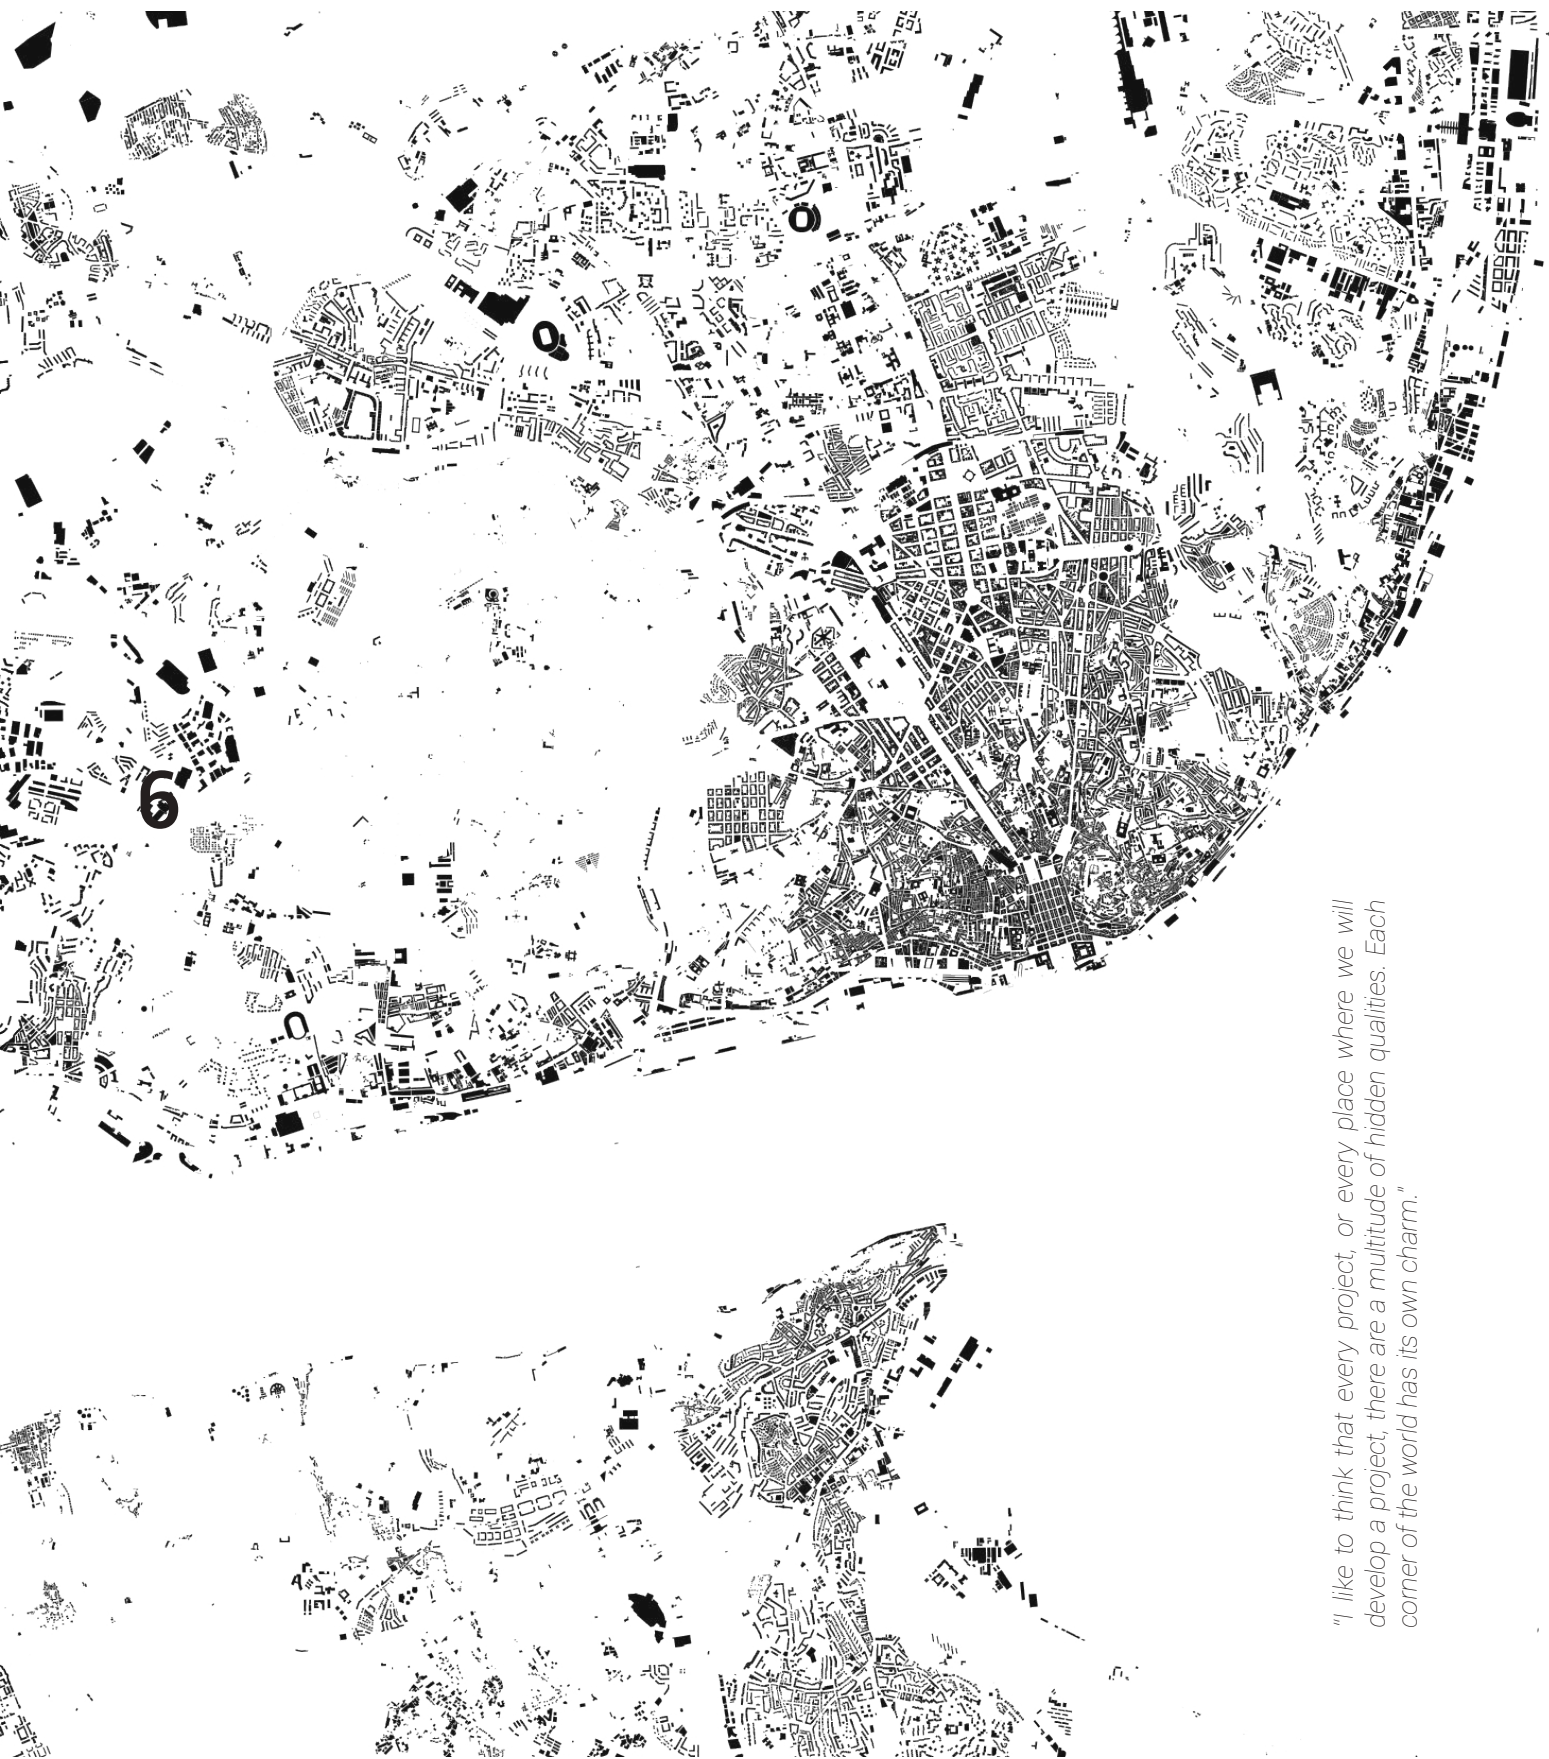 6
"I like to think that every project, or every place where we will
develop a project, there are a multitude of hidden qualities. Each
corner of the world has its own charm."